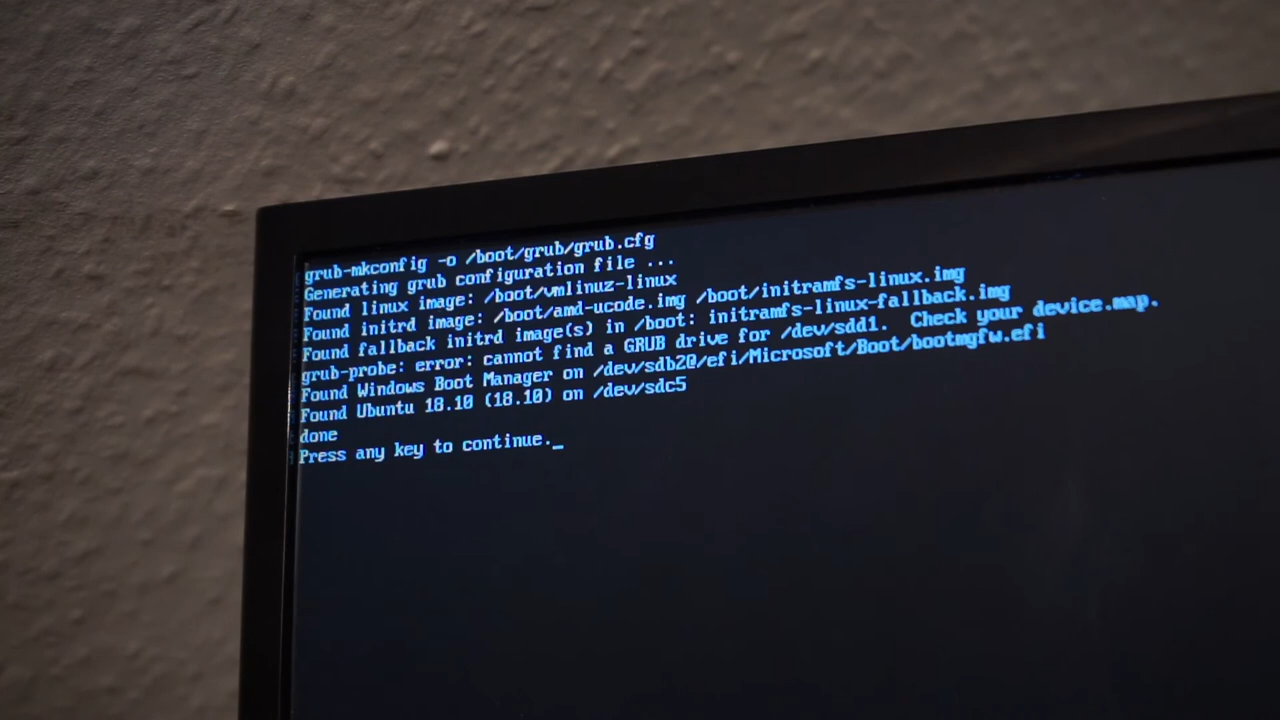 grub-mkconfig -o /boot/grub/grub.cfg
Generating grub configuration file ...
Found linux image: /boot/vmlinuz-linux
Found initrd image: /boot/amd-ucode.img /boot/initramfs-linux.img
Found fallback initrd image(s) in /boot: initramfs-linux-fallback.img
grub-probe: error: cannot find a GRUB drive for /dev/sdd1.  Check your device.map.
Found Windows Boot Manager on /dev/sdb2@/efi/Microsoft/Boot/bootmgfw.efi
Found Ubuntu 18.10 (18.10) on /dev/sdc5
done
Press any key to continue._